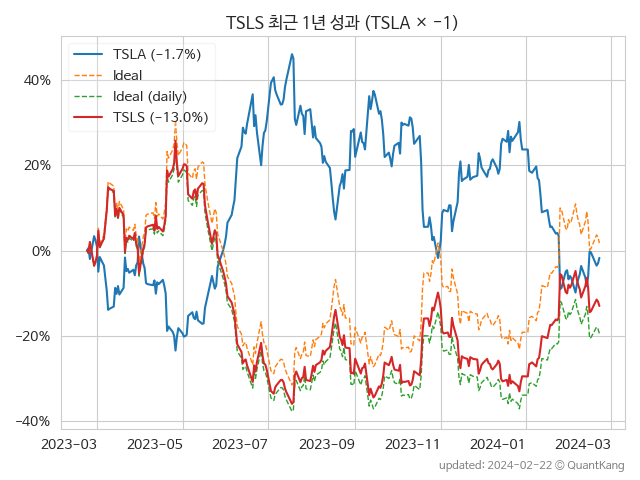 TSLS 최근 1년 성과 (TSLA × −1)
TSLA (−1.7%)
Ideal
Ideal (daily)
TSLS (−13.0%)
40%
20%
0%
−20%
−40%
2023-03 2023-05 2023-07 2023-09 2023-11 2024-01 2024-03
updated: 2024-02-22 © QuantKang